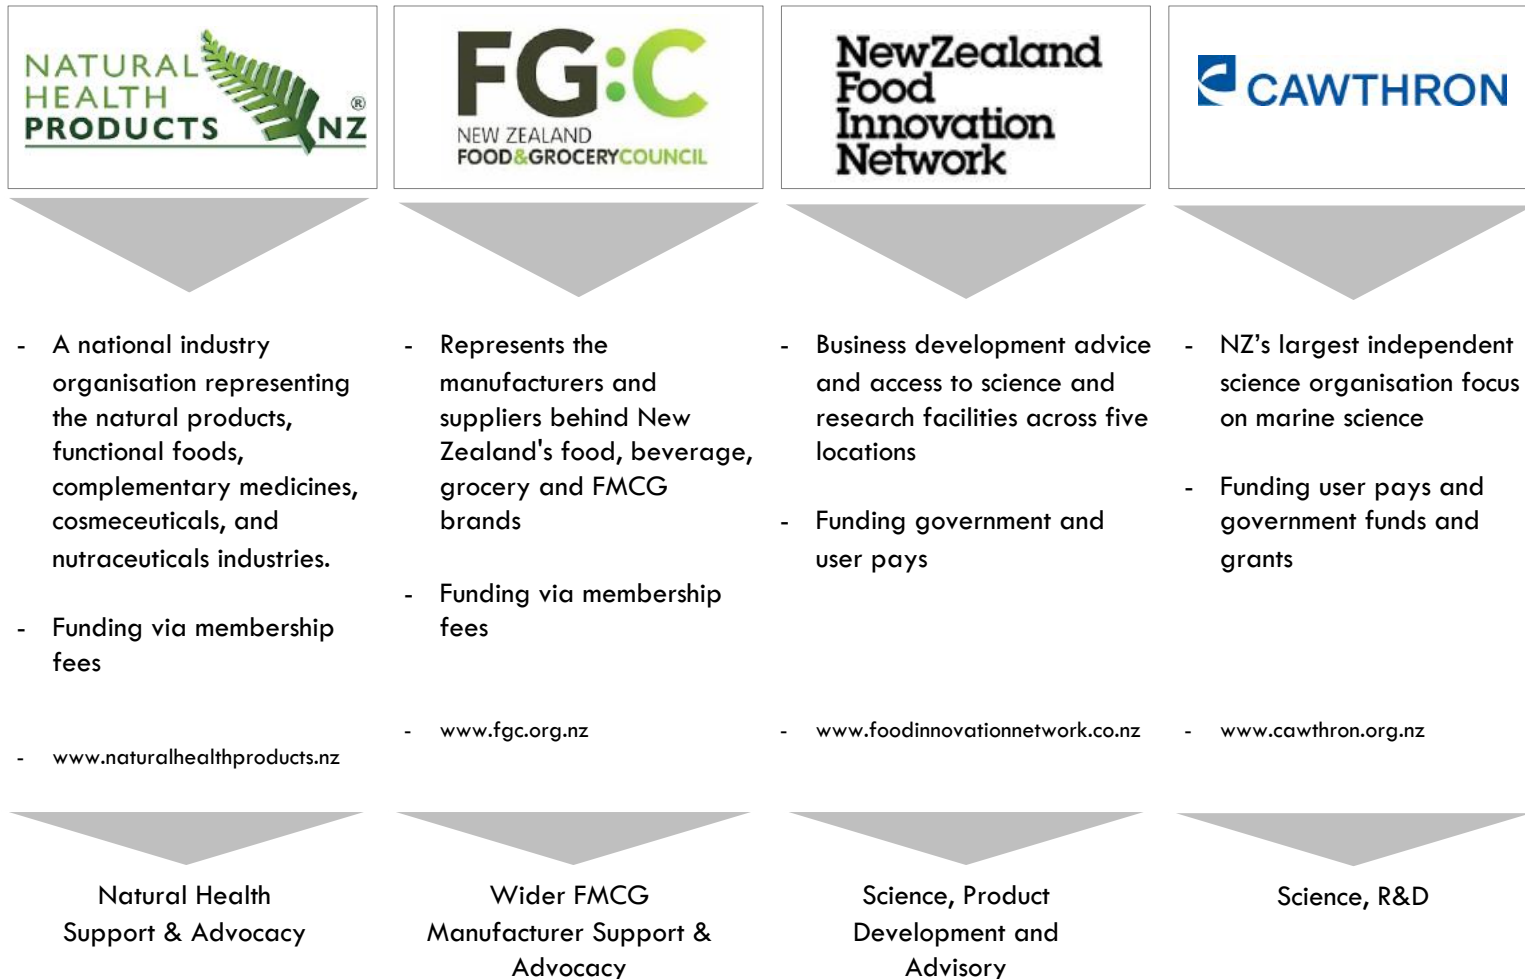 NATURAL
HEALTH
PRODUCTS NZ ®
FG:C
NEW ZEALAND
FOOD&GROCERYCOUNCIL
NewZealand
Food
Innovation
Network
CAWTHRON
- A national industry
organisation representing
the natural products,
functional foods,
complementary medicines,
cosmeceuticals, and
nutraceuticals industries.
- Funding via membership
fees
- www.naturalhealthproducts.nz
- Represents the
manufacturers and
suppliers behind New
Zealand's food, beverage,
grocery and FMCG
brands
- Funding via membership
fees
- www.fgc.org.nz
- Business development advice
and access to science and
research facilities across five
locations
- Funding government and
user pays
- www.foodinnovationnetwork.co.nz
- NZ’s largest independent
science organisation focus
on marine science
- Funding user pays and
government funds and
grants
- www.cawthron.org.nz
Natural Health
Support & Advocacy
Wider FMCG
Manufacturer Support &
Advocacy
Science, Product
Development and
Advisory
Science, R&D